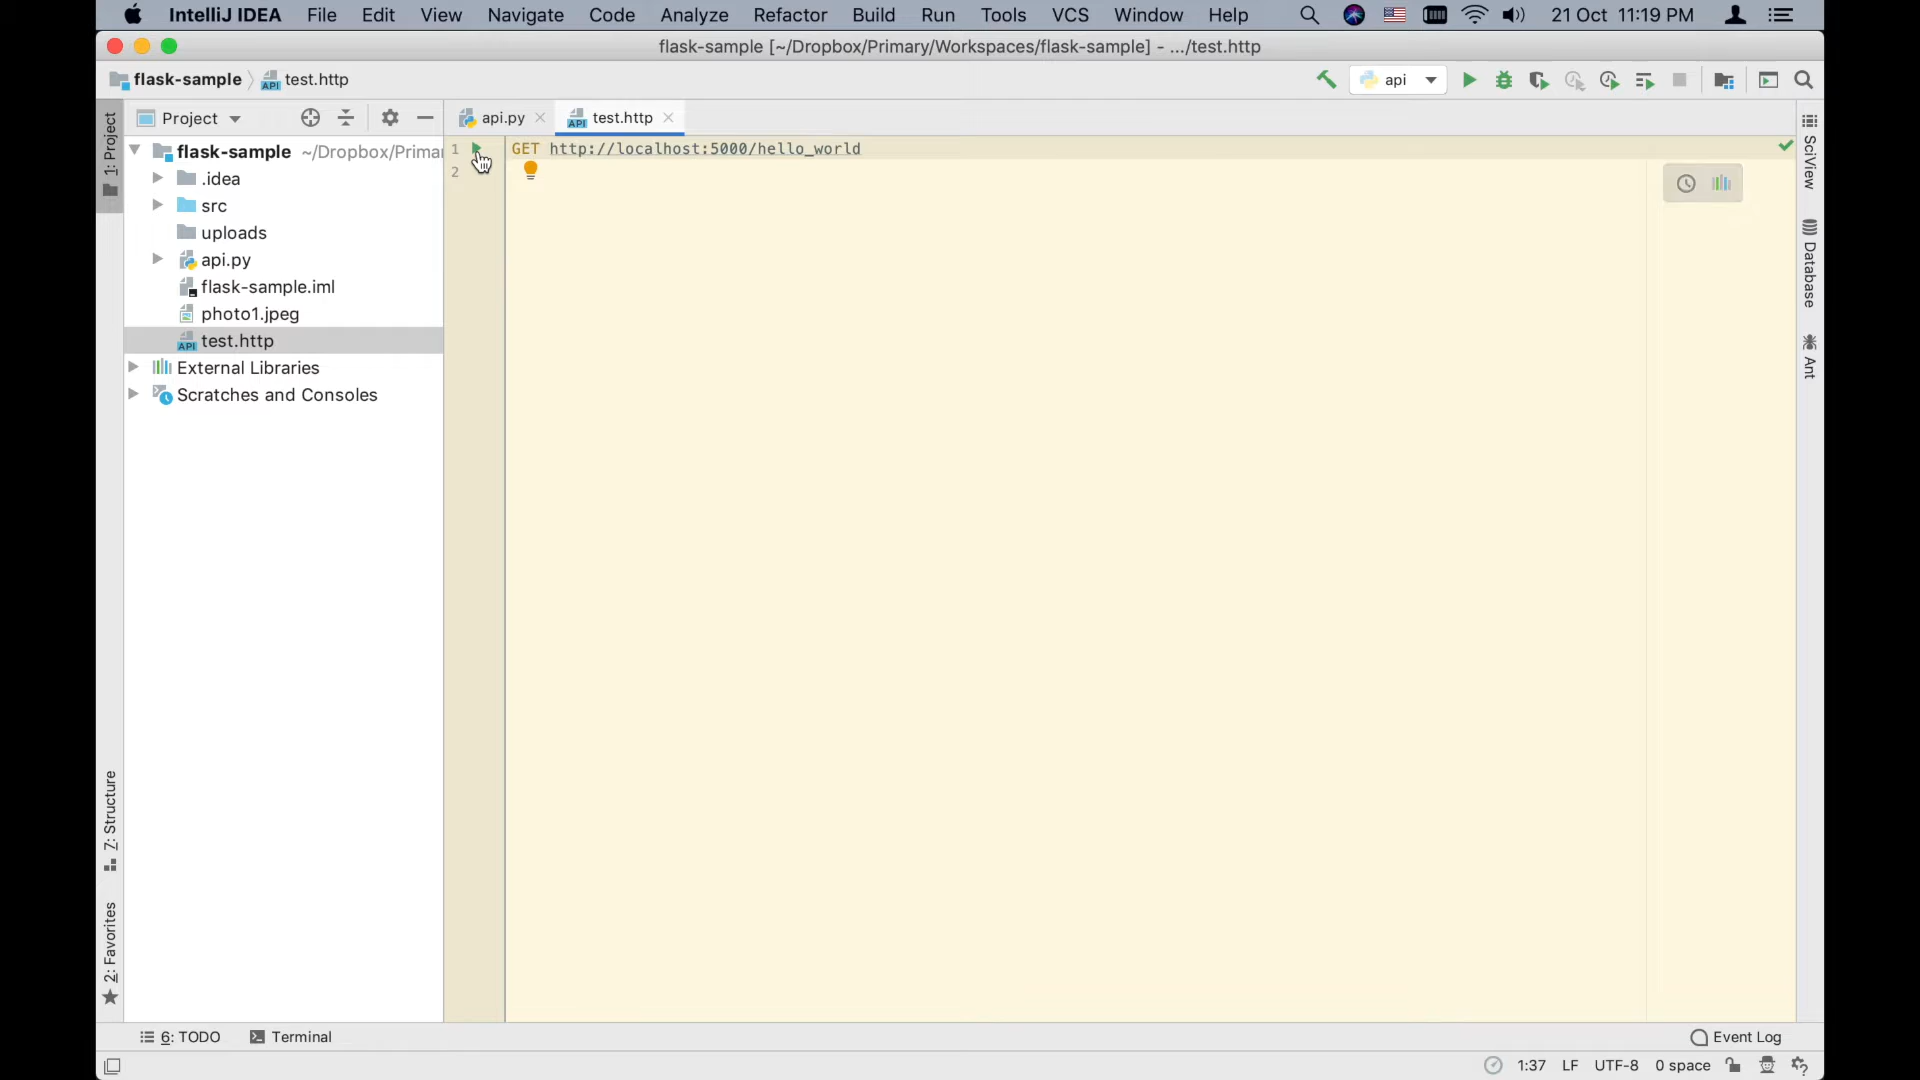 IntelliJ IDEA File Edit View Navigate Code Analyze Refactor Build Run Tools VCS Window Help 21 Oct 11:19 PM
flask-sample [~/Dropbox/Primary/Workspaces/flask-sample] - .../test.http
flask-sample test.http api
1: Project
Project
api.py
test.http
flask-sample ~/Dropbox/Primar
.idea
src
uploads
api.py
flask-sample.iml
photo1.jpeg
API test.http
External Libraries
Scratches and Consoles
1 GET http://localhost:5000/hello_world
2
SciView
Database
Ant
7: Structure
2: Favorites
6: TODO Terminal Event Log
1:37 LF UTF-8 0 space